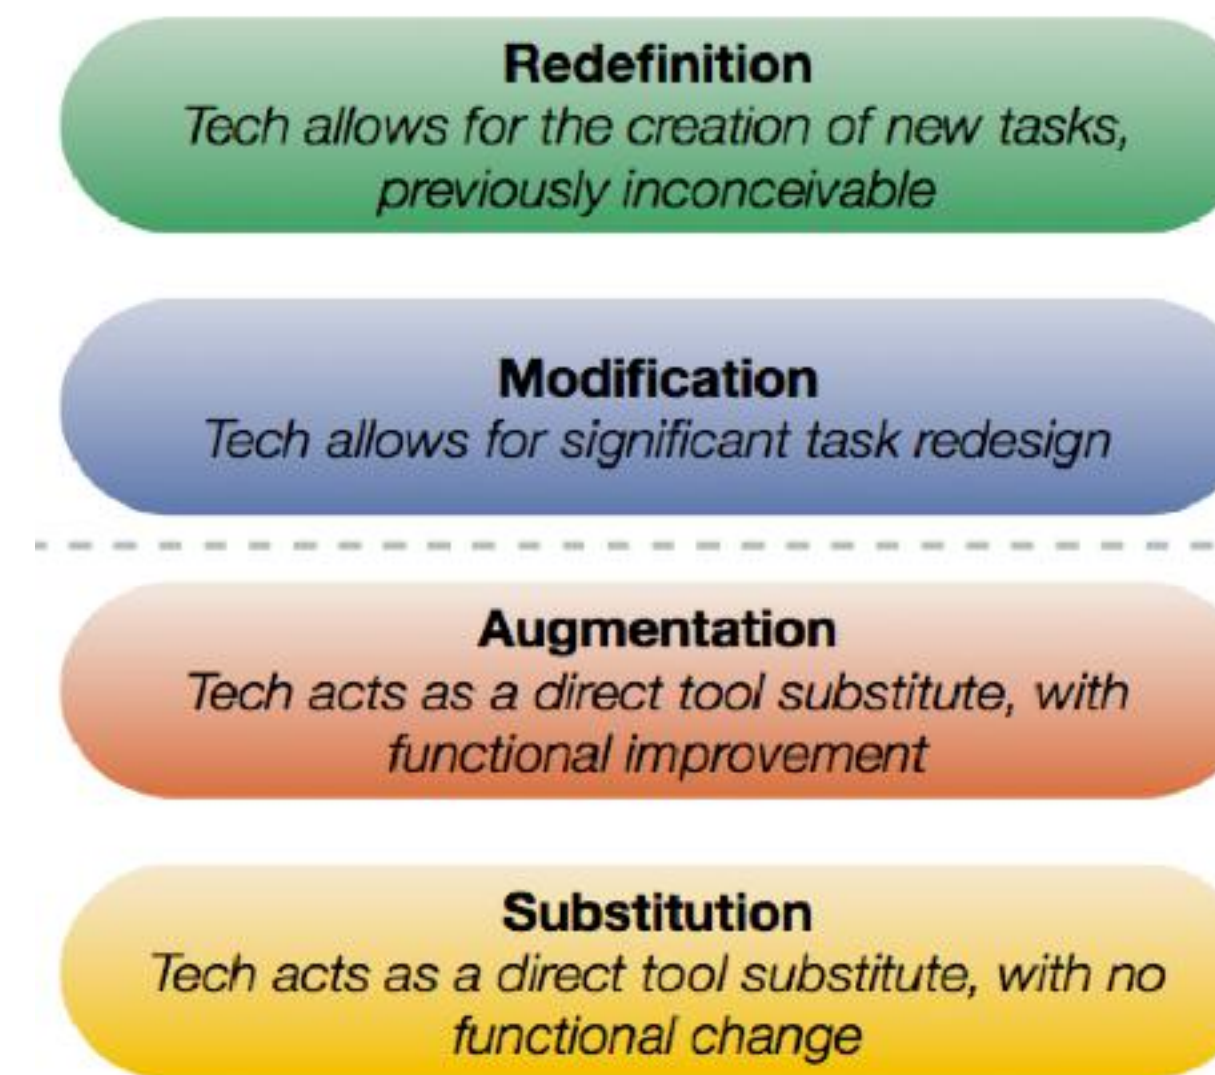 Redefinition
Tech allows for the creation of new tasks,
previously inconceivable
Modification
Tech allows for significant task redesign
Augmentation
Tech acts as a direct tool substitute, with
functional improvement
Substitution
Tech acts as a direct tool substitute, with no
functional change